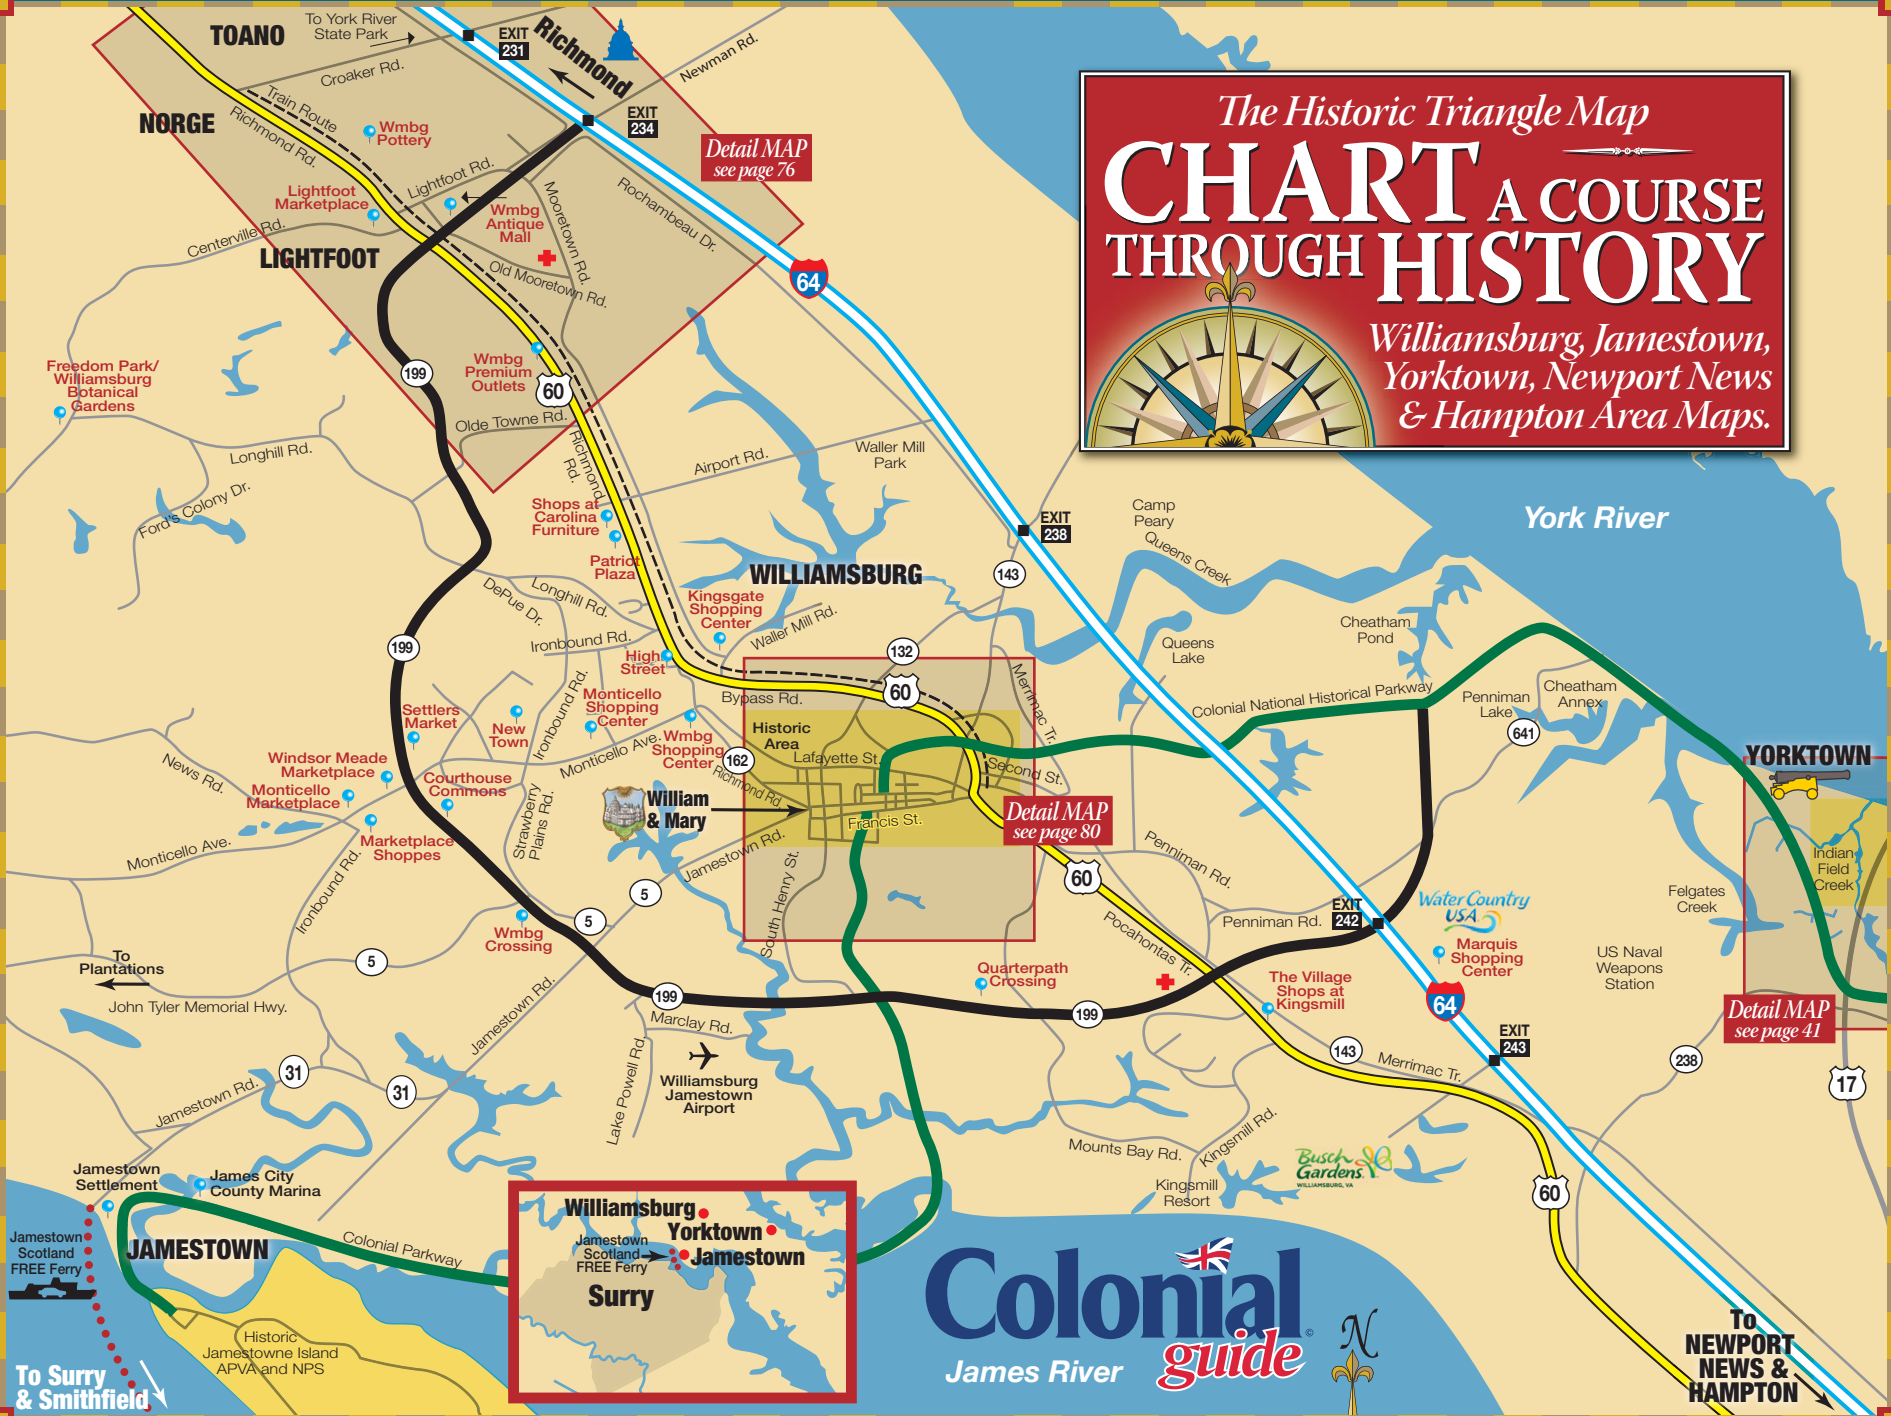 TOANO
To York River
State Park
EXIT
231
Richmond
Newman Rd.
Croaker Rd.
Train Route
NORGE
Richmond Rd.
Wmbg
Pottery
EXIT
234
Detail MAP
see page 76
Lightfoot Rd.
Lightfoot
Marketplace
Wmbg
Antique
Mall
Mooretown Rd.
Rochambeau Dr.
Centerville Rd.
LIGHTFOOT
Old Mooretown Rd.
64
The Historic Triangle Map
CHART A COURSE
THROUGH HISTORY
Williamsburg, Jamestown,
Yorktown, Newport News
& Hampton Area Maps.
Freedom Park/
Williamsburg
Botanical
Gardens
199
Wmbg
Premium
Outlets
60
Olde Towne Rd.
Richmond
Rd.
Longhill Rd.
Ford's Colony Dr.
Airport Rd.
Waller Mill
Park
Shops at
Carolina
Furniture
Patriot
Plaza
EXIT
238
Camp
Peary
Queens Creek
York River
WILLIAMSBURG
143
DePue Dr.
Longhill Rd.
Kingsgate
Shopping
Center
Waller Mill Rd.
Ironbound Rd.
High
Street
199
132
Queens
Lake
Cheatham
Pond
60
Bypass Rd.
Merrimac Tr.
Colonial National Historical Parkway
Penniman
Lake
Cheatham
Annex
641
Settlers
Market
New
Town
Ironbound Rd.
Monticello
Shopping
Center
Monticello Ave.
Wmbg
Shopping
Center
162
Historic
Area
Lafayette St.
Second St.
Richmond Rd.
YORKTOWN
News Rd.
Windsor Meade
Marketplace
Monticello
Marketplace
Courthouse
Commons
Strawberry
Plains Rd.
William
& Mary
Francis St.
Detail MAP
see page 80
Marketplace
Shoppes
Monticello Ave.
Ironbound Rd.
Jamestown Rd.
South Henry St.
60
Penniman Rd.
Indian
Field
Creek
Felgates
Creek
5
5
Wmbg
Crossing
5
Pocahontas Tr.
Penniman Rd.
EXIT
242
Water Country
USA
Marquis
Shopping
Center
US Naval
Weapons
Station
To
Plantations
John Tyler Memorial Hwy.
Quarterpath
Crossing
The Village
Shops at
Kingsmill
64
Detail MAP
see page 41
199
199
Marclay Rd.
Jamestown Rd.
Lake Powell Rd.
Williamsburg
Jamestown
Airport
143
Merrimac Tr.
EXIT
243
238
17
31
31
Jamestown Rd.
Mounts Bay Rd.
Kingsmill Rd.
Kingsmill
Resort
Busch
Gardens
WILLIAMSBURG, VA
60
Jamestown
Settlement
James City
County Marina
Jamestown
Scotland
FREE Ferry
JAMESTOWN
Colonial Parkway
Williamsburg
Yorktown
Jamestown
Scotland
FREE Ferry
Jamestown
Surry
Colonial
guide
©
James River
N
Historic
Jamestowne Island
APVA and NPS
To Surry
& Smithfield
To
NEWPORT
NEWS &
HAMPTON